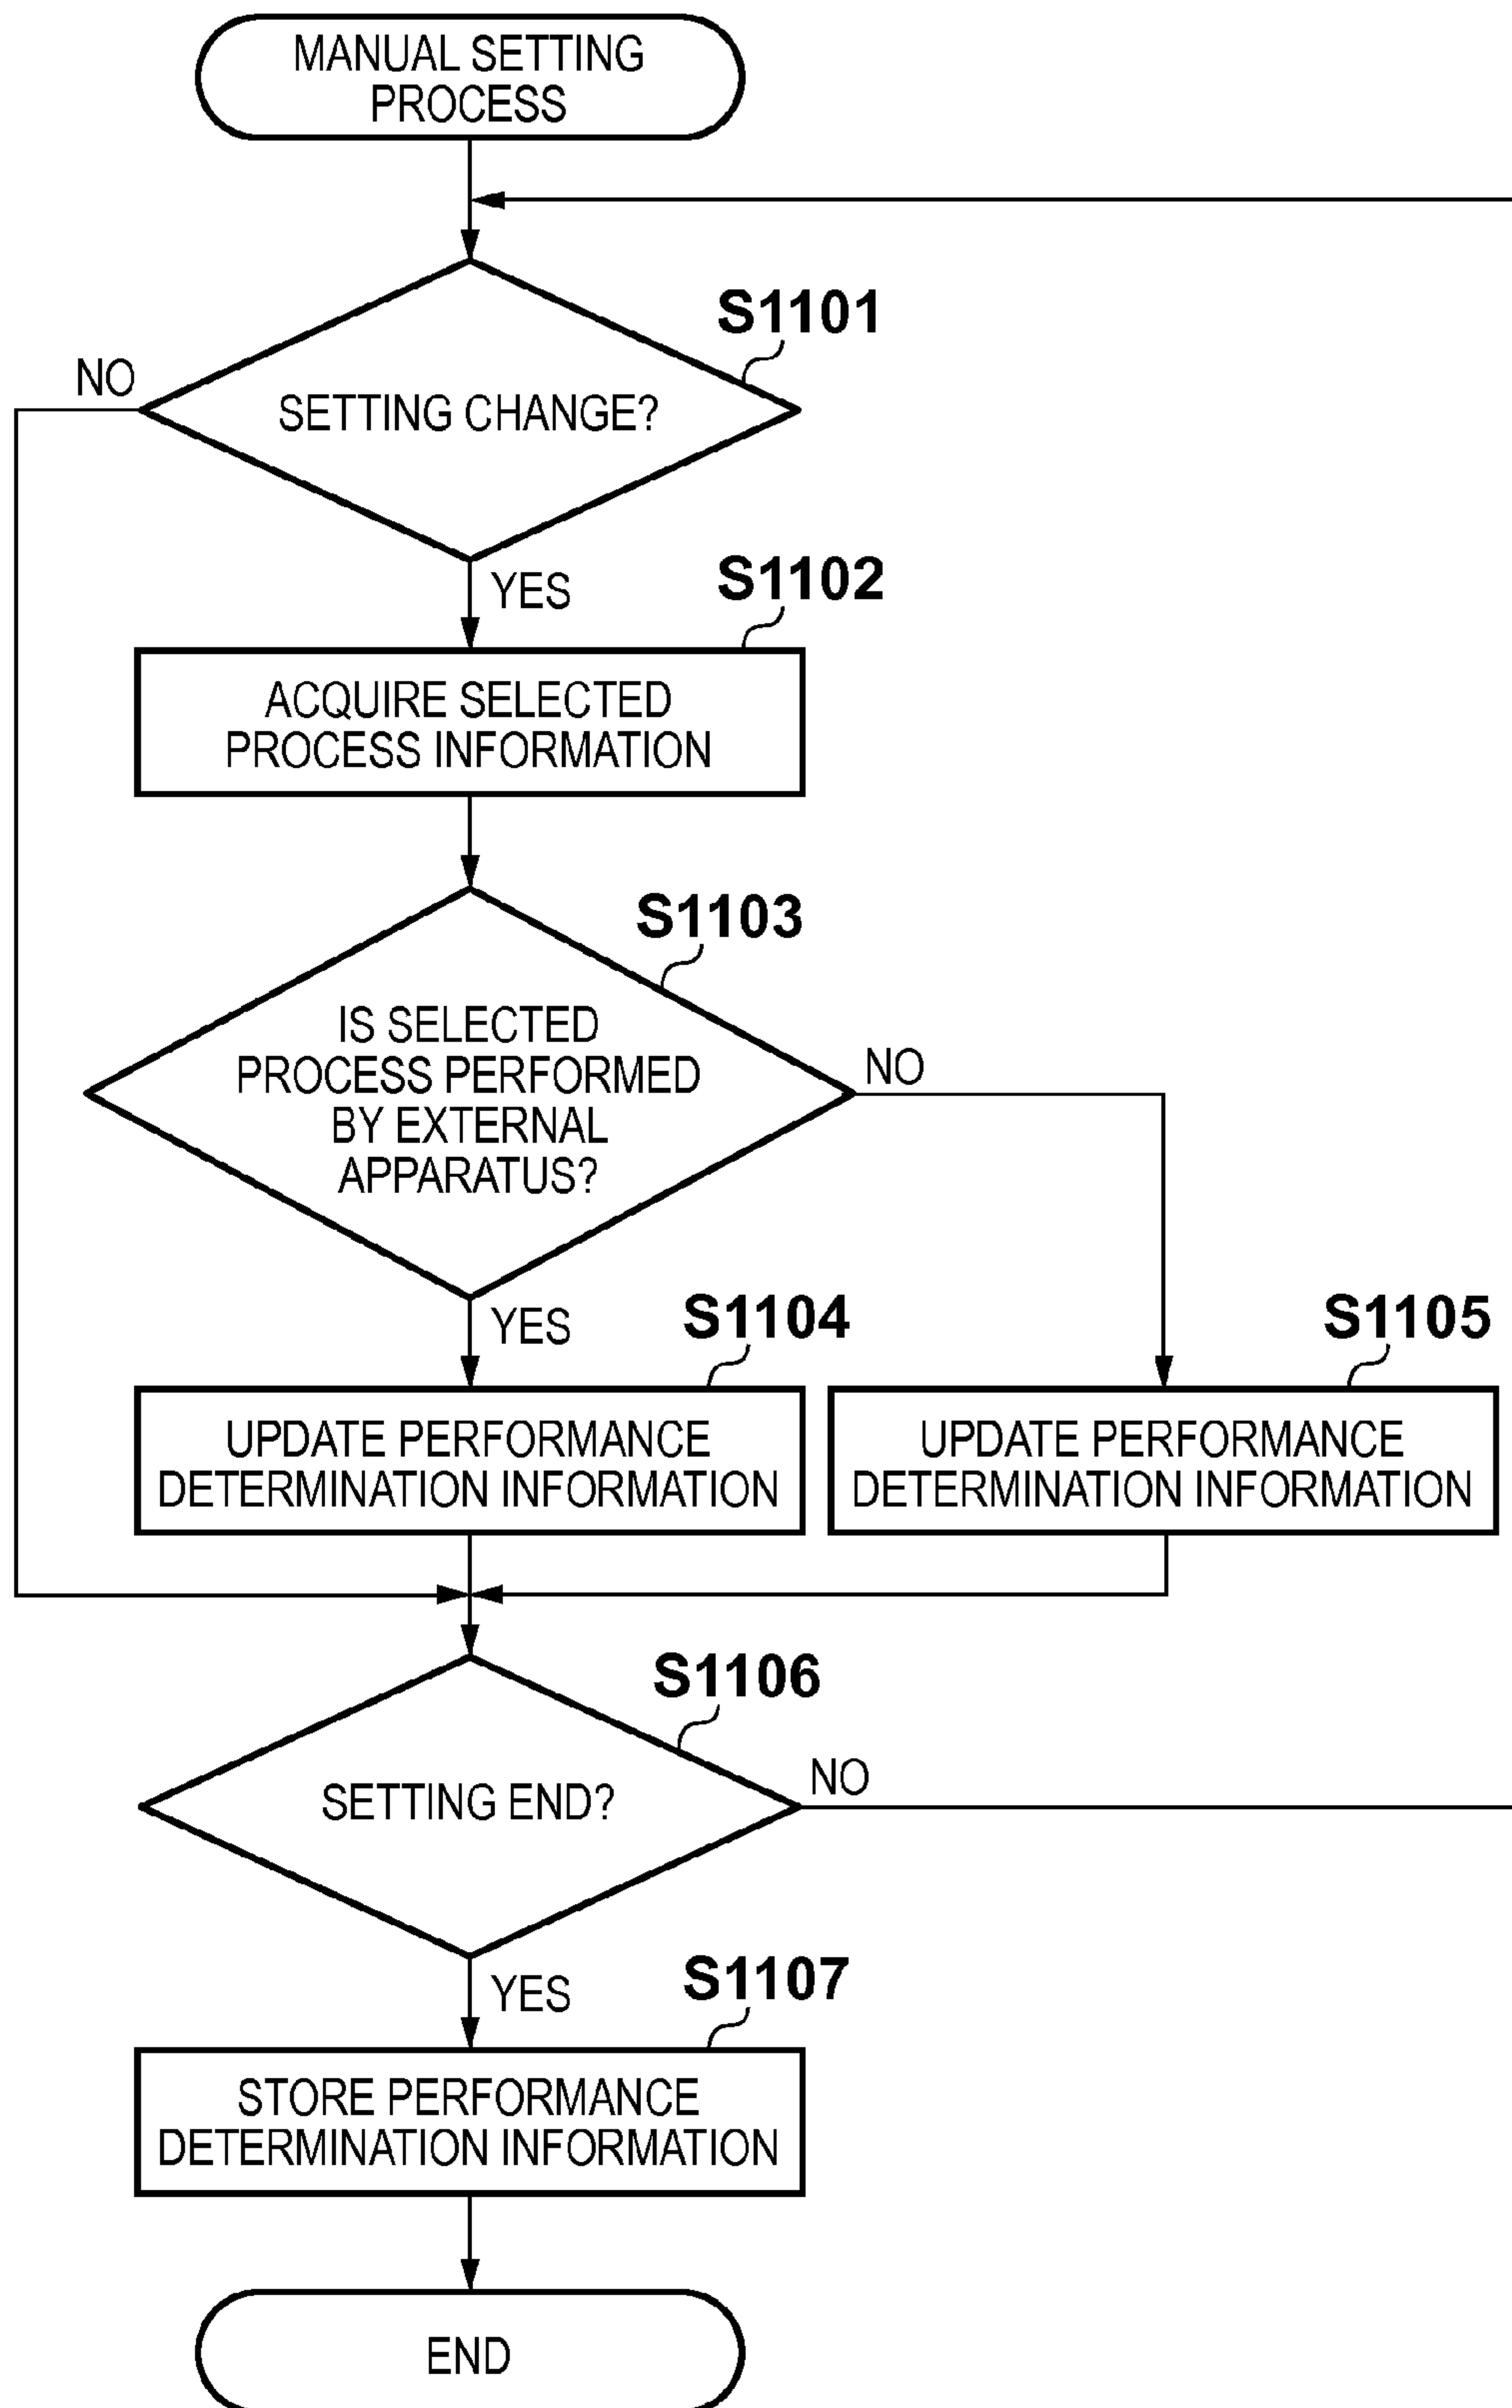 MANUAL SETTING
PROCESS
S1101
NO
SETTING CHANGE?
YES
S1102
ACQUIRE SELECTED
PROCESS INFORMATION
S1103
IS SELECTED
PROCESS PERFORMED
BY EXTERNAL
APPARATUS?
NO
YES
S1104
S1105
UPDATE PERFORMANCE
DETERMINATION INFORMATION
UPDATE PERFORMANCE
DETERMINATION INFORMATION
S1106
SETTING END?
NO
YES
S1107
STORE PERFORMANCE
DETERMINATION INFORMATION
END